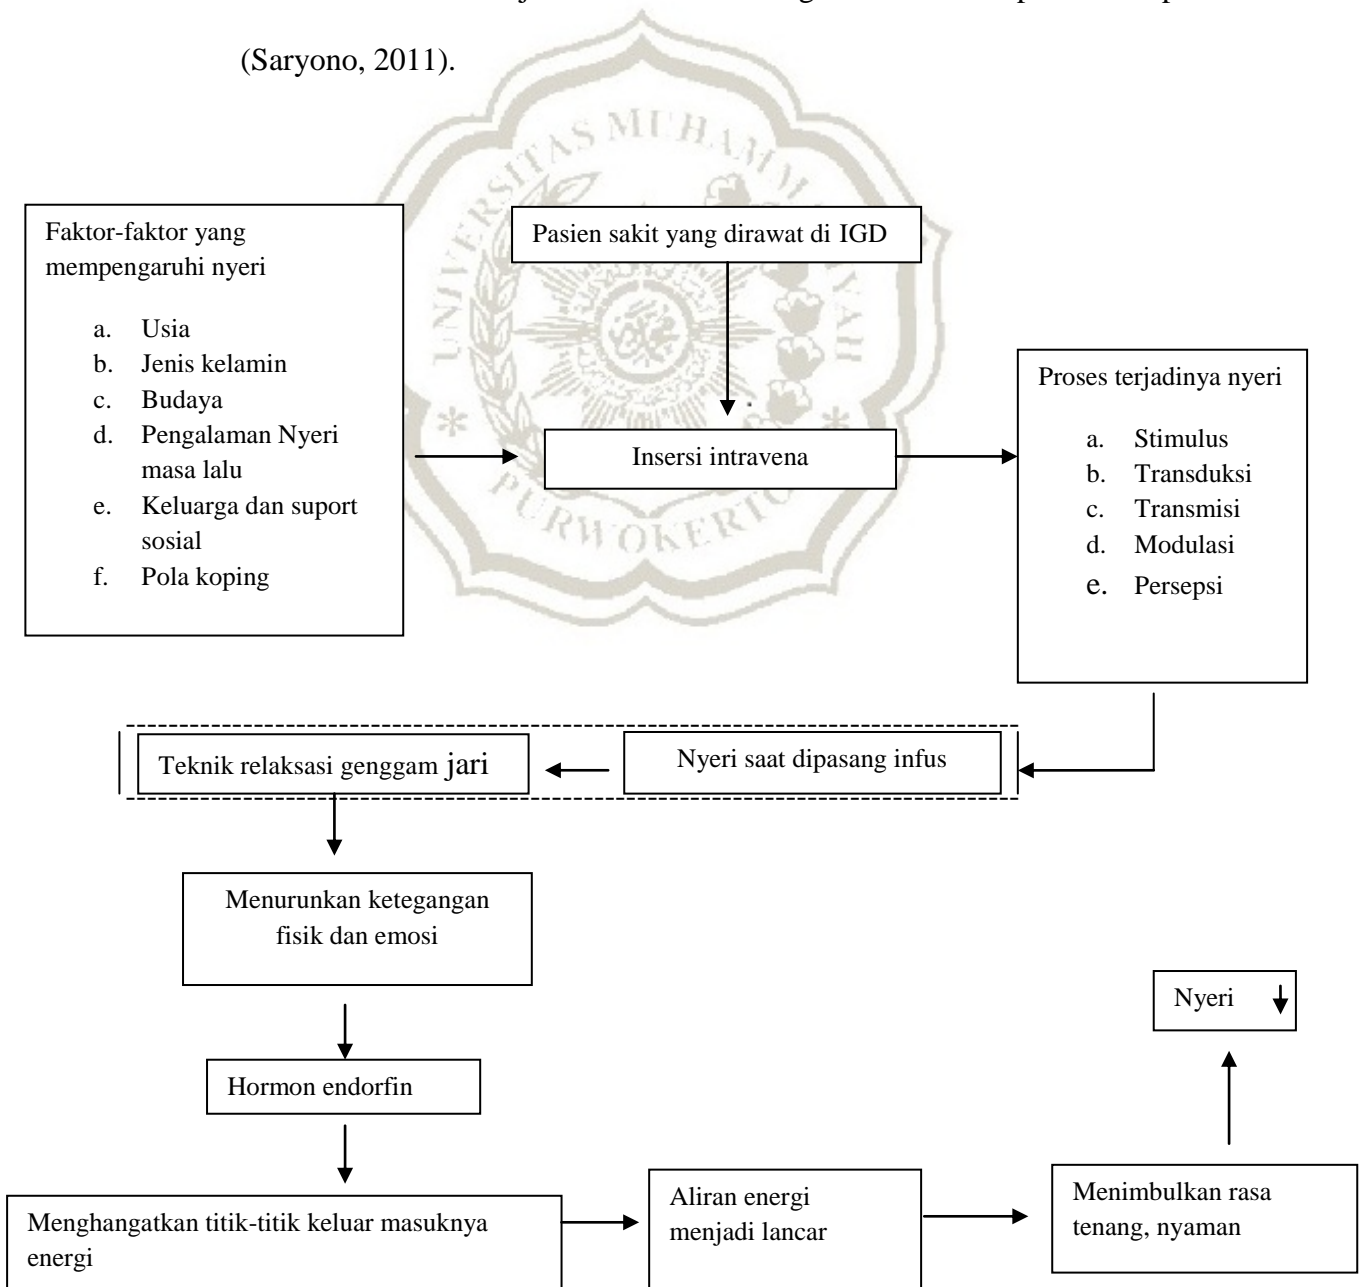 (Saryono, 2011).
UNIVERSITAS MUHAMMADIYAH
PURWOKERTO
Faktor-faktor yang
mempengaruhi nyeri
a. Usia
b. Jenis kelamin
c. Budaya
d. Pengalaman Nyeri
masa lalu
e. Keluarga dan suport
sosial
f. Pola koping
Pasien sakit yang dirawat di IGD
Insersi intravena
Proses terjadinya nyeri
a. Stimulus
b. Transduksi
c. Transmisi
d. Modulasi
e. Persepsi
Teknik relaksasi genggam jari
Nyeri saat dipasang infus
Menurunkan ketegangan
fisik dan emosi
Hormon endorfin
Menghangatkan titik-titik keluar masuknya
energi
Aliran energi
menjadi lancar
Menimbulkan rasa
tenang, nyaman
Nyeri